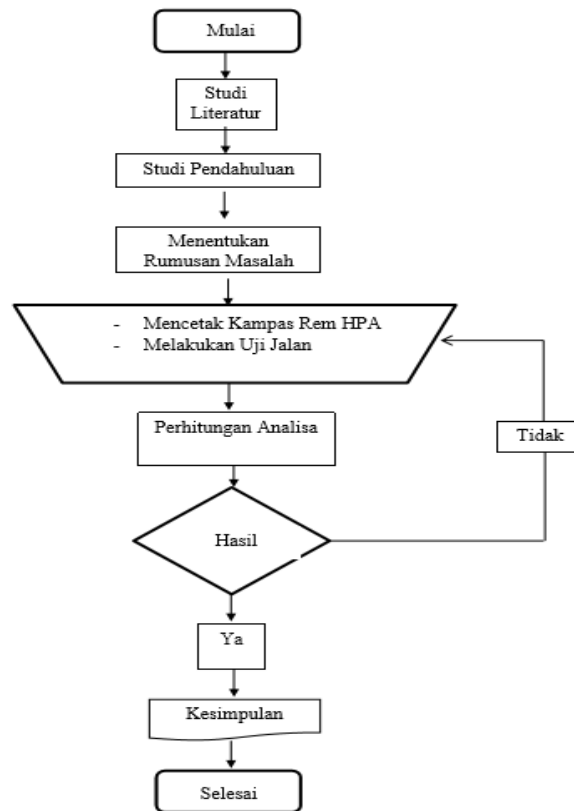 Mulai
Studi
Literatur
Studi Pendahuluan
Menentukan
Rumusan Masalah
- Mencetak Kampas Rem HPA
- Melakukan Uji Jalan
Perhitungan Analisa
Tidak
Hasil
Ya
Kesimpulan
Selesai